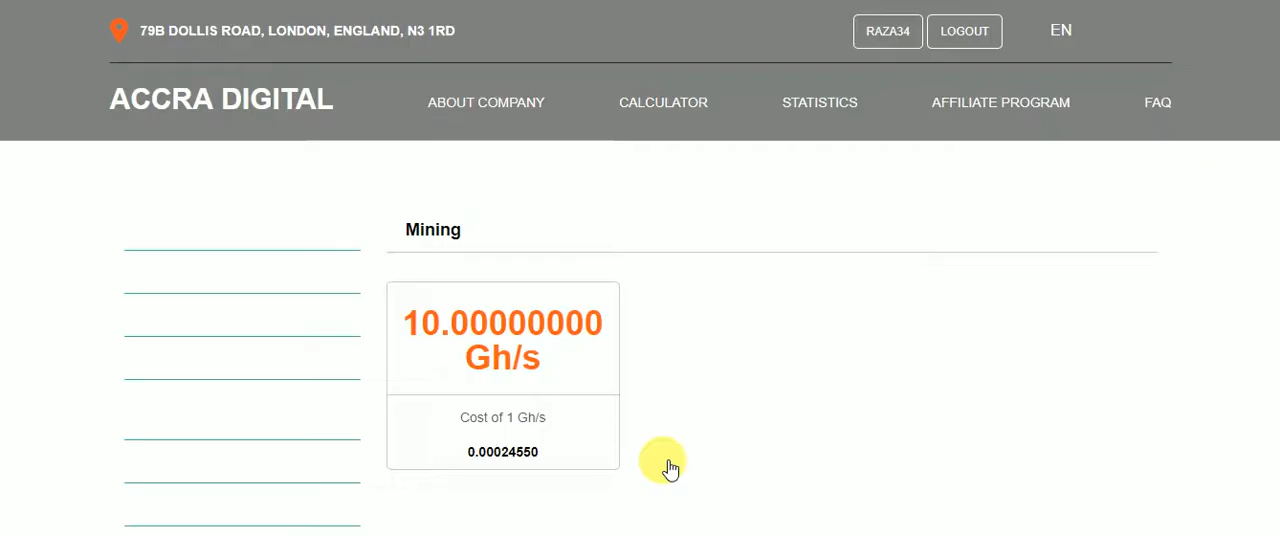 79B DOLLIS ROAD, LONDON, ENGLAND, N3 1RD
RAZA34
LOGOUT
EN
ACCRA DIGITAL
ABOUT COMPANY
CALCULATOR
STATISTICS
AFFILIATE PROGRAM
FAQ
Mining
10.00000000
Gh/s
Cost of 1 Gh/s
0.00024550